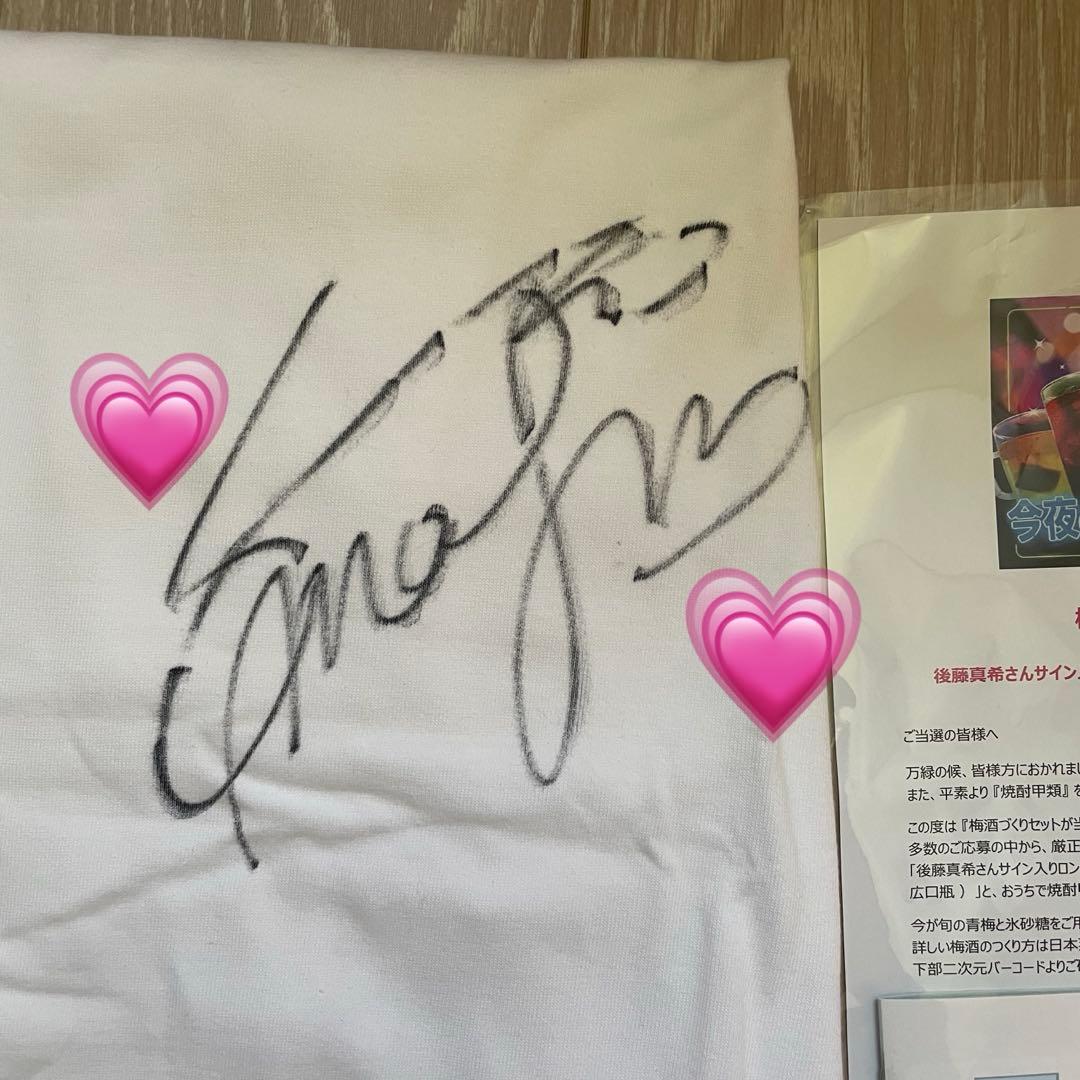 今夜
後藤真希さんサイン
ご当選の皆様へ
万緑の候、皆様方におかれまし
また、平素より『焼酎甲類』を
この度は『梅酒づくりセットが当
多数のご応募の中から、厳正
「後藤真希さんサイン入りロン
広口瓶 ）」と、おうちで焼酎甲
今が旬の青梅と氷砂糖をご用
詳しい梅酒のつくり方は日本
下部二次元バーコードよりご